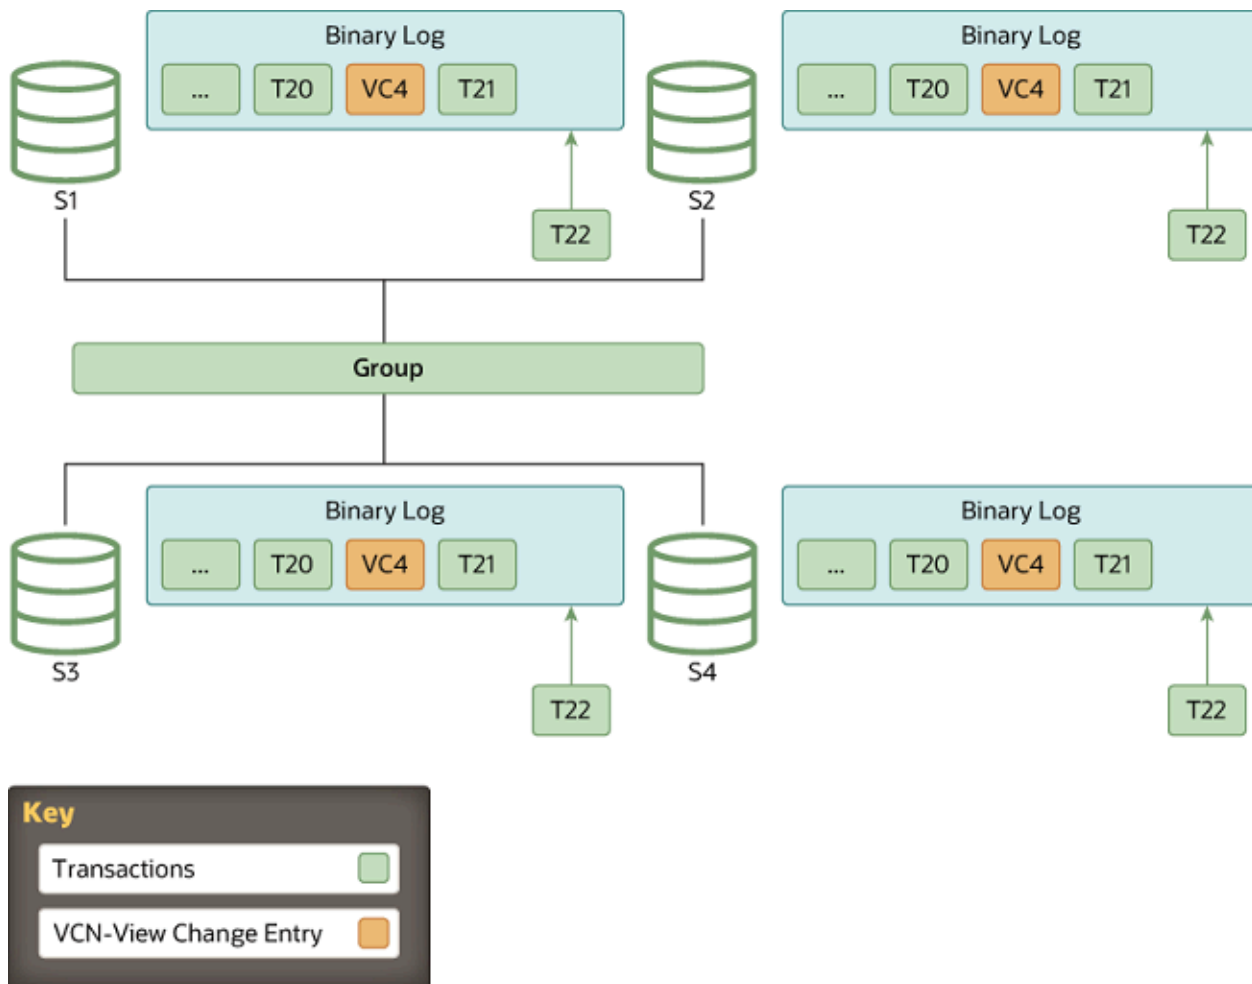 Binary Log
Binary Log
... T20 VC4 T21
... T20 VC4 T21
S1
S2
T22
T22
Group
Binary Log
Binary Log
... T20 VC4 T21
... T20 VC4 T21
S3
S4
T22
T22
Key
Transactions
VCN-View Change Entry